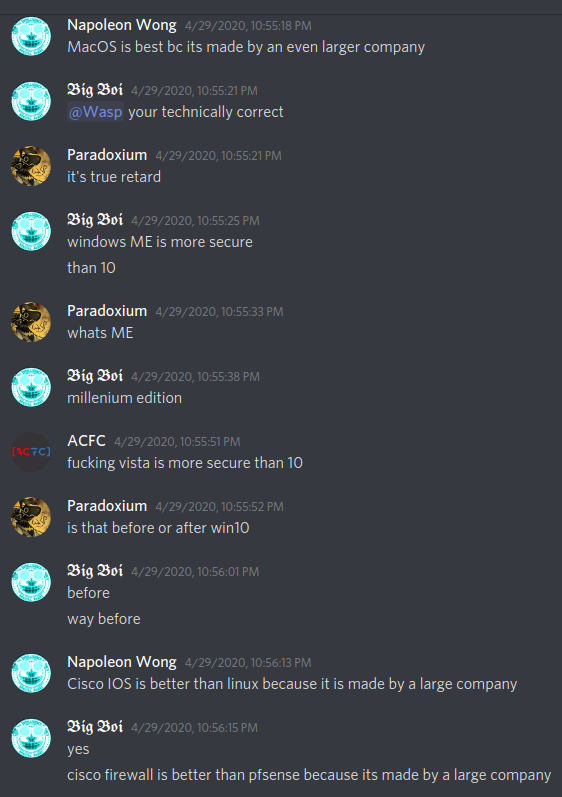 Napoleon Wong 4/29/2020, 10:55:18 PM
MacOS is best bc its made by an even larger company
𝕭𝖎𝖌 𝕭𝖔𝖎 4/29/2020, 10:55:21 PM
@Wasp your technically correct
Paradoxium 4/29/2020, 10:55:21 PM
it's true retard
𝕭𝖎𝖌 𝕭𝖔𝖎 4/29/2020, 10:55:25 PM
windows ME is more secure
than 10
Paradoxium 4/29/2020, 10:55:33 PM
whats ME
𝕭𝖎𝖌 𝕭𝖔𝖎 4/29/2020, 10:55:38 PM
millenium edition
[ACFC]
ACFC 4/29/2020, 10:55:51 PM
fucking vista is more secure than 10
Paradoxium 4/29/2020, 10:55:52 PM
is that before or after win10
𝕭𝖎𝖌 𝕭𝖔𝖎 4/29/2020, 10:56:01 PM
before
way before
Napoleon Wong 4/29/2020, 10:56:13 PM
Cisco IOS is better than linux because it is made by a large company
𝕭𝖎𝖌 𝕭𝖔𝖎 4/29/2020, 10:56:15 PM
yes
cisco firewall is better than pfsense because its made by a large company